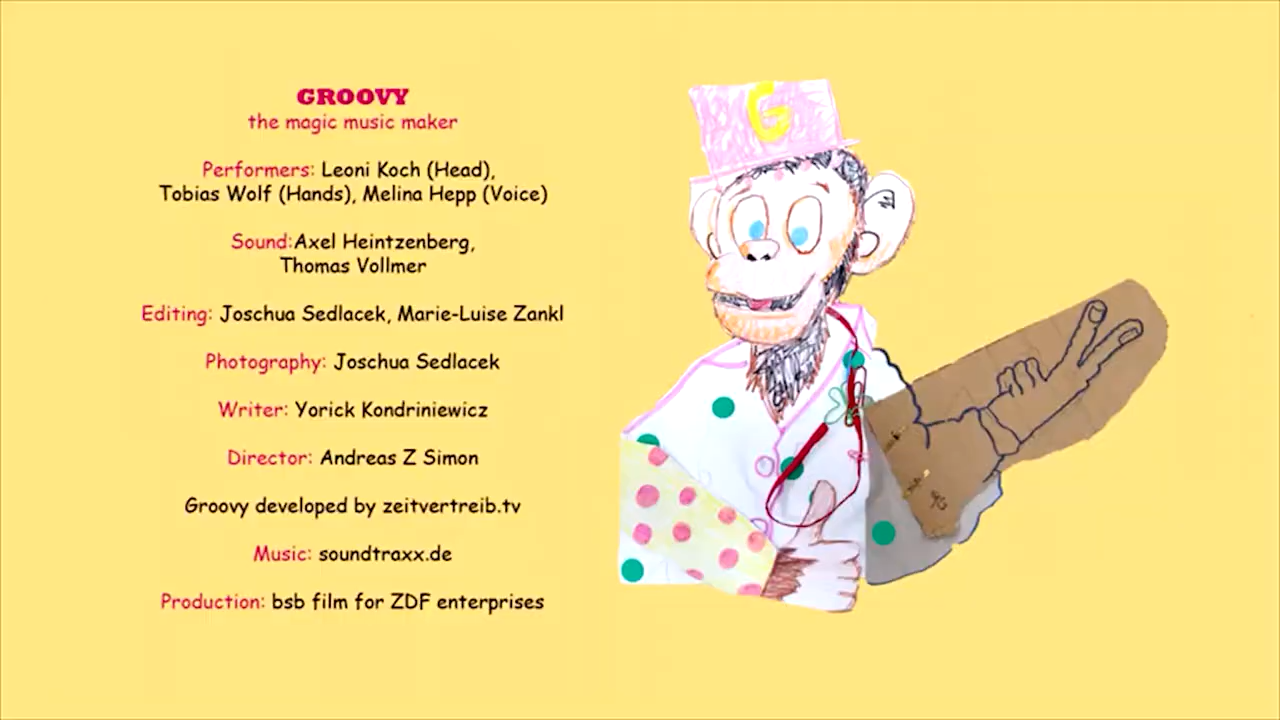 GROOVY
the magic music maker
Performers: Leoni Koch (Head),
Tobias Wolf (Hands), Melina Hepp (Voice)
Sound:Axel Heintzenberg,
Thomas Vollmer
Editing: Joschua Sedlacek, Marie-Luise Zankl
Photography: Joschua Sedlacek
Writer: Yorick Kondriniewicz
Director: Andreas Z Simon
Groovy developed by zeitvertreib.tv
Music: soundtraxx.de
Production: bsb film for ZDF enterprises
G